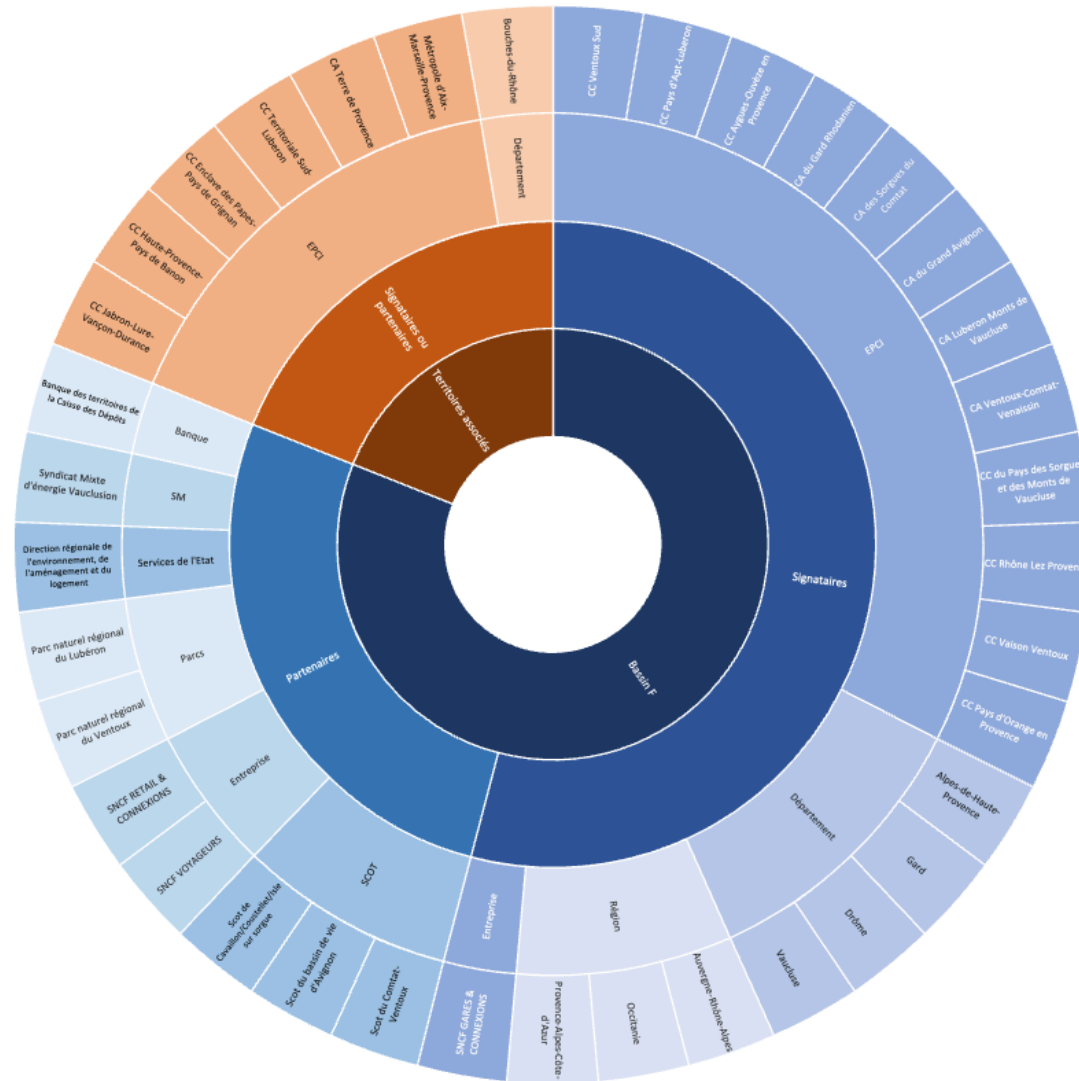 Bassin F
Territoires associés
Signataires
Partenaires
Signataires ou
partenaires
EPCI
Département
Région
Entreprise
SCOT
Entreprise
Parcs
Services de l'Etat
SM
Banque
EPCI
Département
CC Ventoux Sud
CC Pays d'Apt-Luberon
CC Aygues-Ouvèze en
Provence
CA du Gard Rhodanien
CA des Sorgues du
Comtat
CA du Grand Avignon
CA Luberon Monts de
Vaucluse
CA Ventoux-Comtat-
Venaissin
CC du Pays des Sorgue
et des Monts de
Vaucluse
CC Rhône Lez Proven
CC Vaison Ventoux
CC Pays d'Orange en
Provence
Alpes-de-Haute-
Provence
Gard
Drôme
Vaucluse
Auvergne-Rhône-Alpes
Occitanie
Provence-Alpes-Côte-
d'Azur
SNCF GARES &
CONNEXIONS
Scot du Comtat-
Ventoux
Scot du bassin de vie
d'Avignon
Scot de
Cavaillon/Coustellet/Isle
sur sorgue
SNCF VOYAGEURS
SNCF RETAIL &
CONNEXIONS
Parc naturel régional
du Ventoux
Parc naturel régional
du Lubéron
Direction régionale de
l'environnement, de
l'aménagement et du
logement
Syndicat Mixte
d'énergie Vauclusion
Banque des territoires de
la Caisse des Dépôts
CC Jabron-Lure-
Vançon-Durance
CC Haute-Provence-
Pays de Banon
CC Enclave des Papes-
Pays de Grignan
CC Territoriale Sud-
Luberon
CA Terre de Provence
Métropole d'Aix-
Marseille-Provence
Bouches-du-Rhône